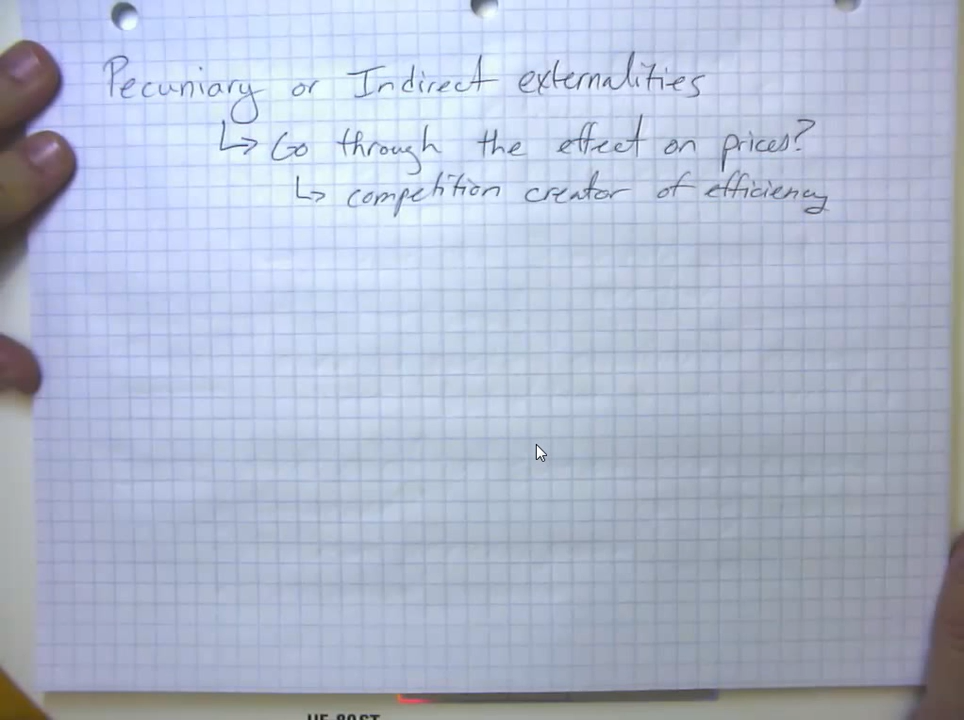 Pecuniary or Indirect externalities
↳ Go through the effect on prices?
↳ competition creator of efficiency